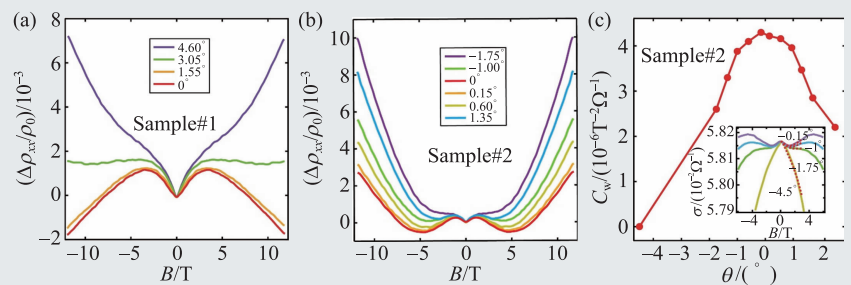 (a)
8
6
4
2
0
−2
(Δρxx/ρ0)/10⁻³
4.60°
3.05°
1.55°
0°
Sample#1
−10 −5 0 5 10
B/T
(b)
10
8
6
4
2
0
(Δρxx/ρ0)/10⁻³
−1.75°
−1.00°
0°
0.15°
0.60°
1.35°
Sample#2
−10 −5 0 5 10
B/T
(c)
4
3
2
1
0
Cw/(10⁻⁶T⁻²Ω⁻¹)
Sample#2
5.82
5.81
5.80
5.79
σ/(10⁻²Ω⁻¹)
−0.15°
−1°
−1.75°
−4.5°
−4 0 4
B/T
−4 −3 −2 −1 0 1 2
θ/(°)